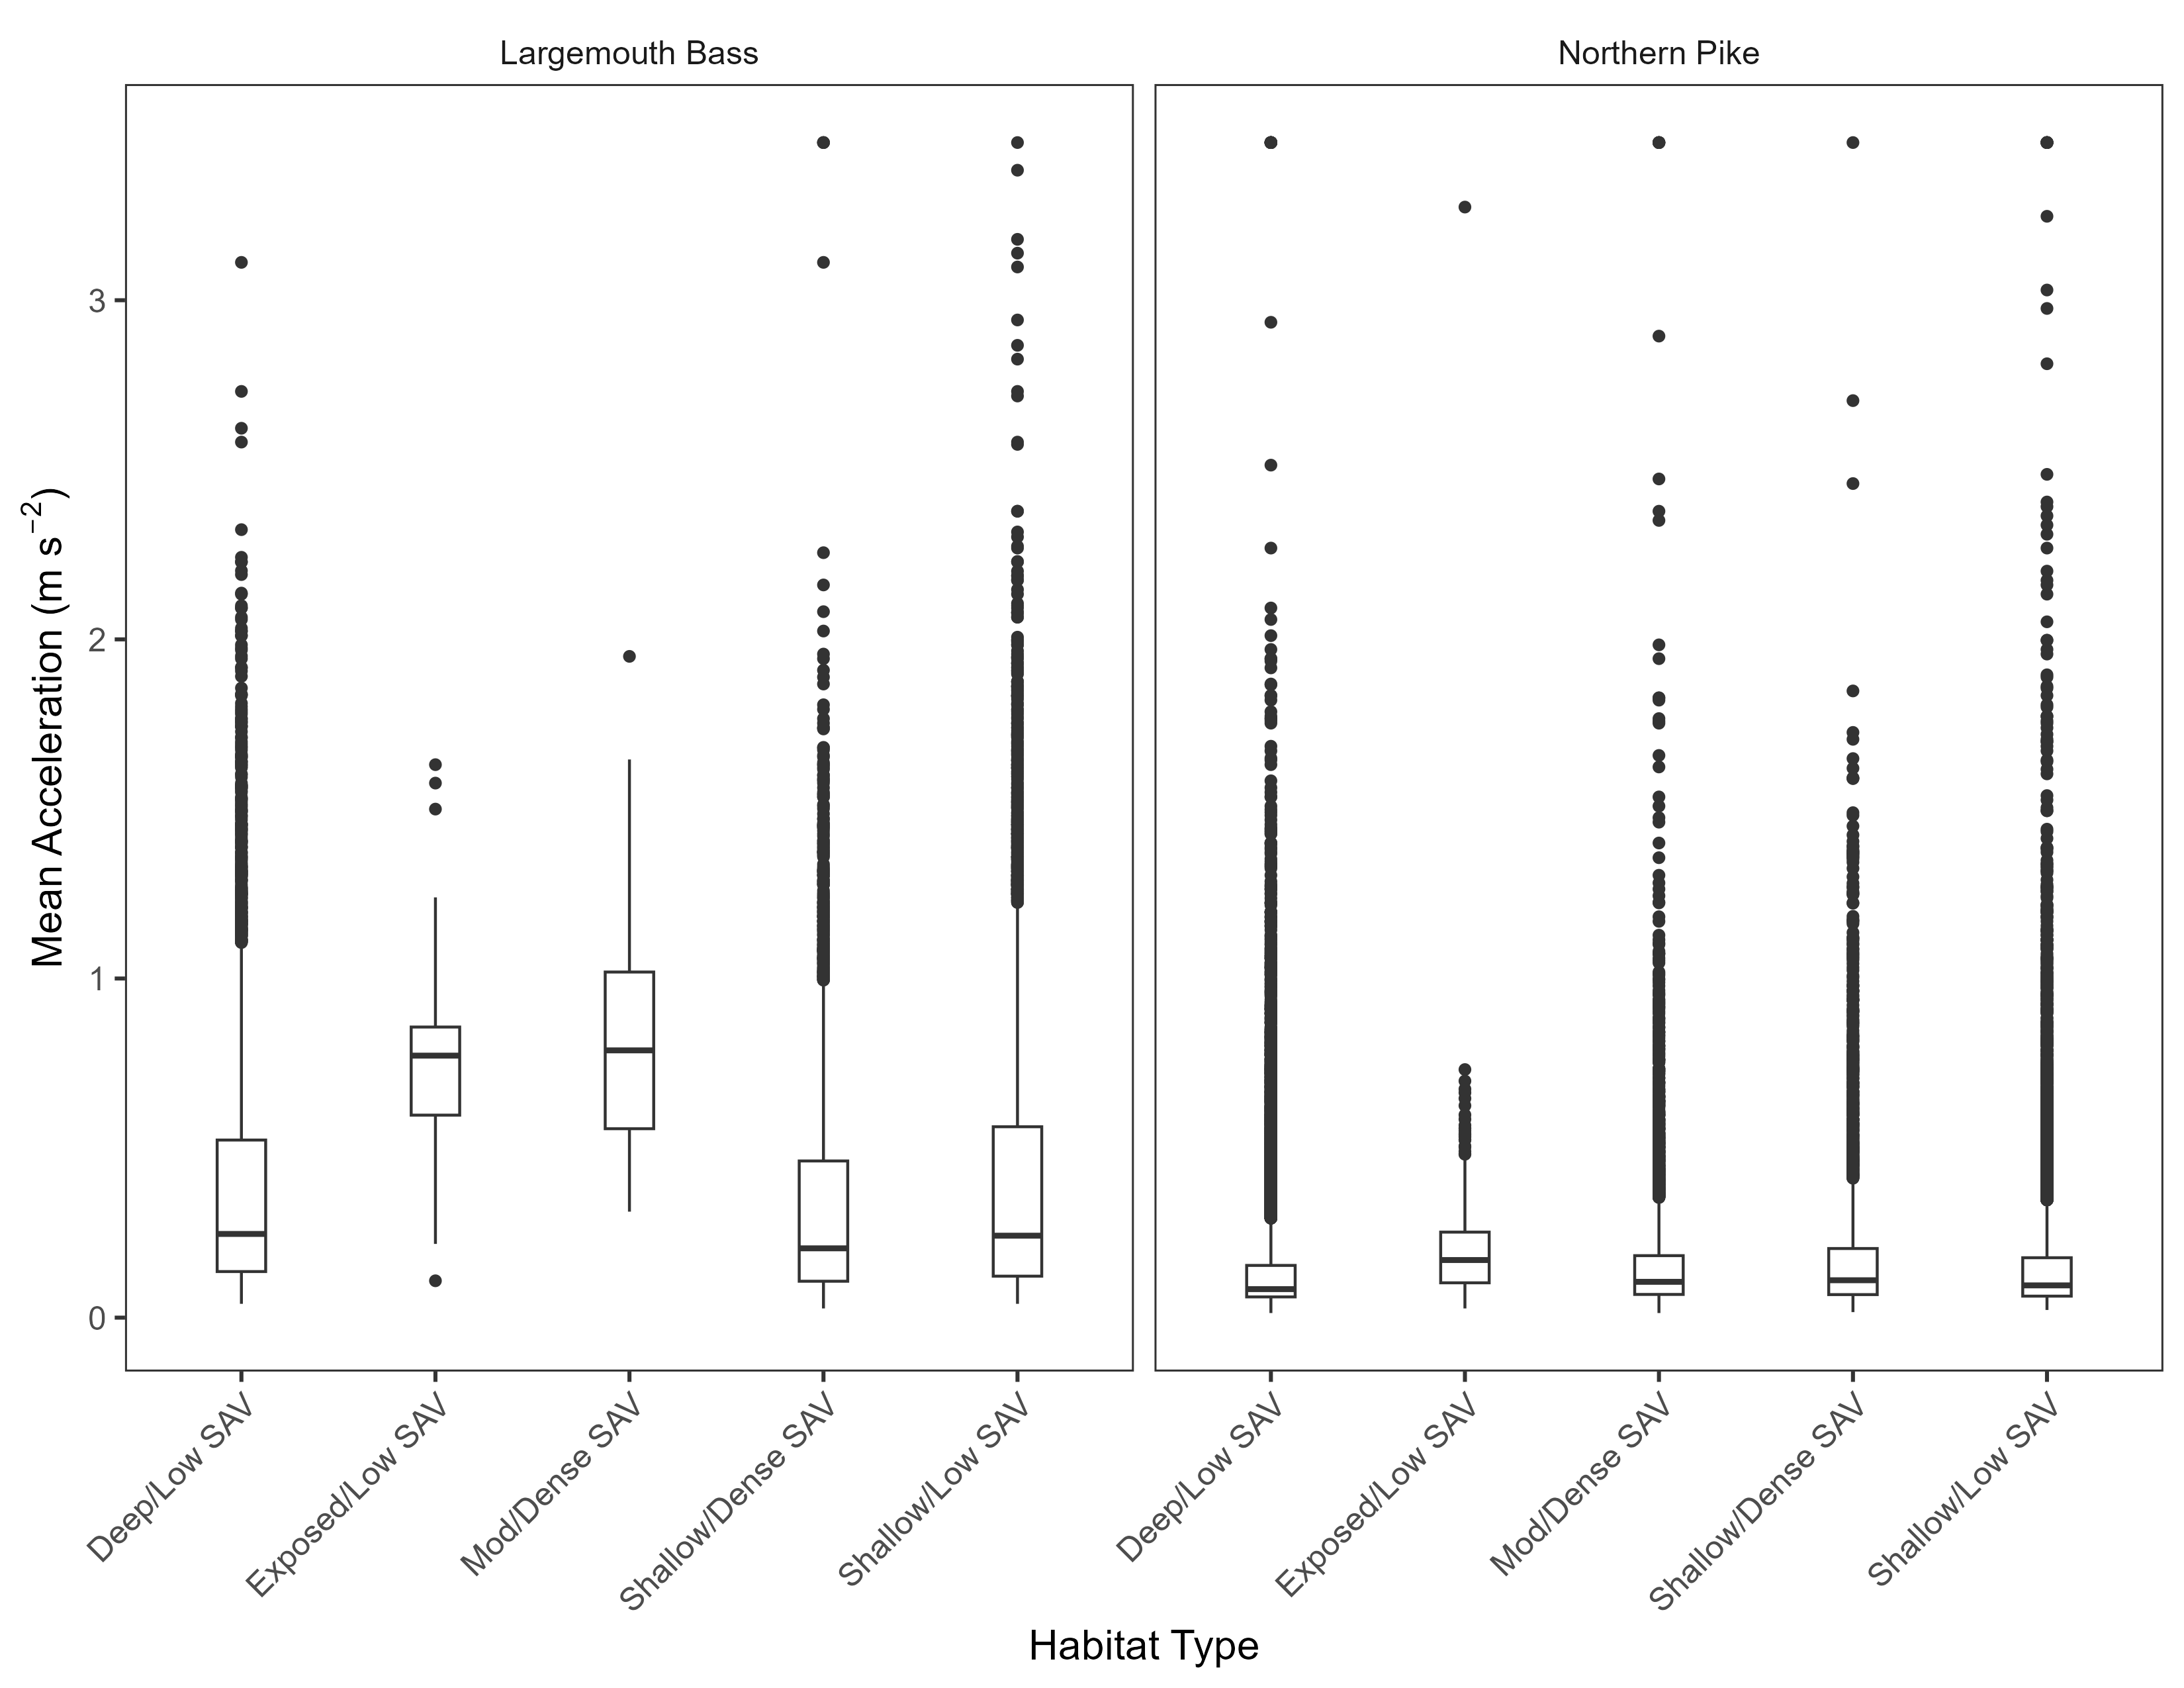 Largemouth Bass
Northern Pike
Mean Acceleration (m s⁻²)
3
2
1
0
Deep/Low SAV
Exposed/Low SAV
Mod/Dense SAV
Shallow/Dense SAV
Shallow/Low SAV
Deep/Low SAV
Exposed/Low SAV
Mod/Dense SAV
Shallow/Dense SAV
Shallow/Low SAV
Habitat Type